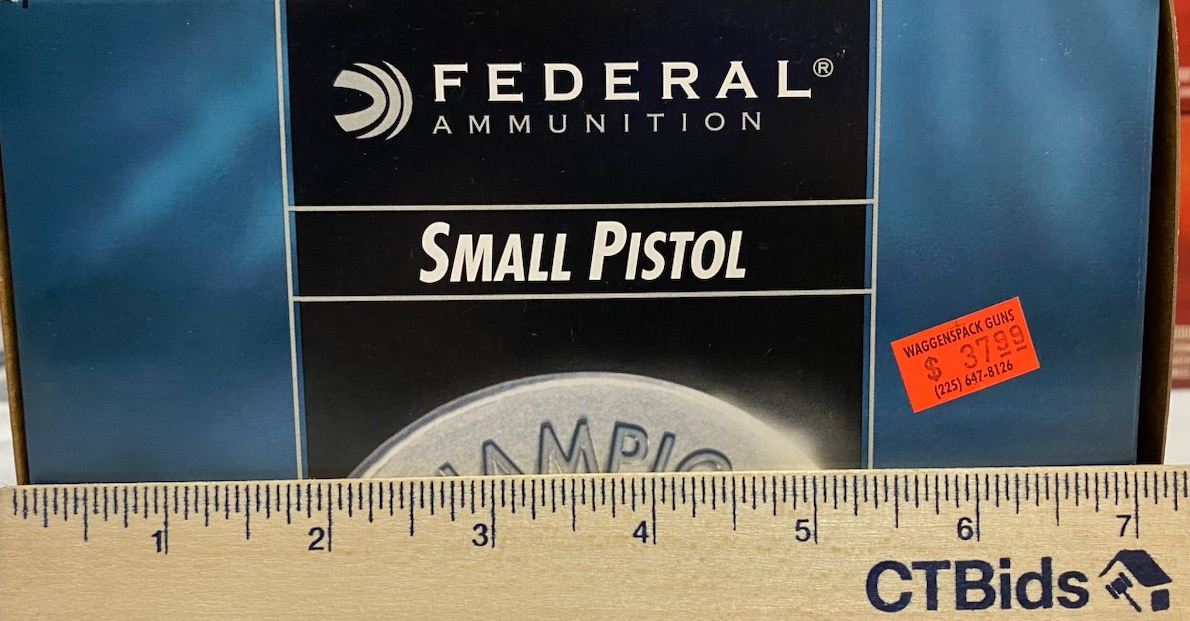 FEDERAL®
AMMUNITION
SMALL PISTOL
WAGGENSPACK GUNS
$ 37.99
(225) 647-8126
HAMPIO
1 2 3 4 5 6 7
CTBids